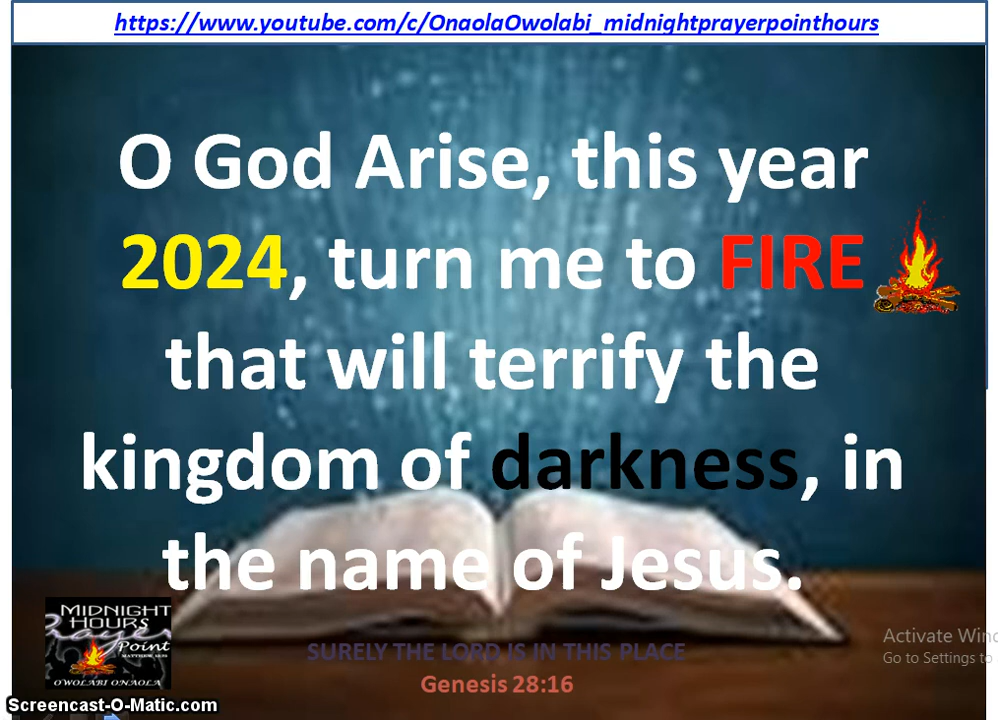 https://www.youtube.com/c/OnaolaOwolabi_midnightprayerpointhours
O God Arise, this year
2024, turn me to FIRE
that will terrify the
kingdom of darkness, in
the name of Jesus.
MIDNIGHT
HOURS
Prayer
Point
OWOLABI ONAOLA
SURELY THE LORD IS IN THIS PLACE
Genesis 28:16
Activate Winc
Go to Settings to
Screencast-O-Matic.com